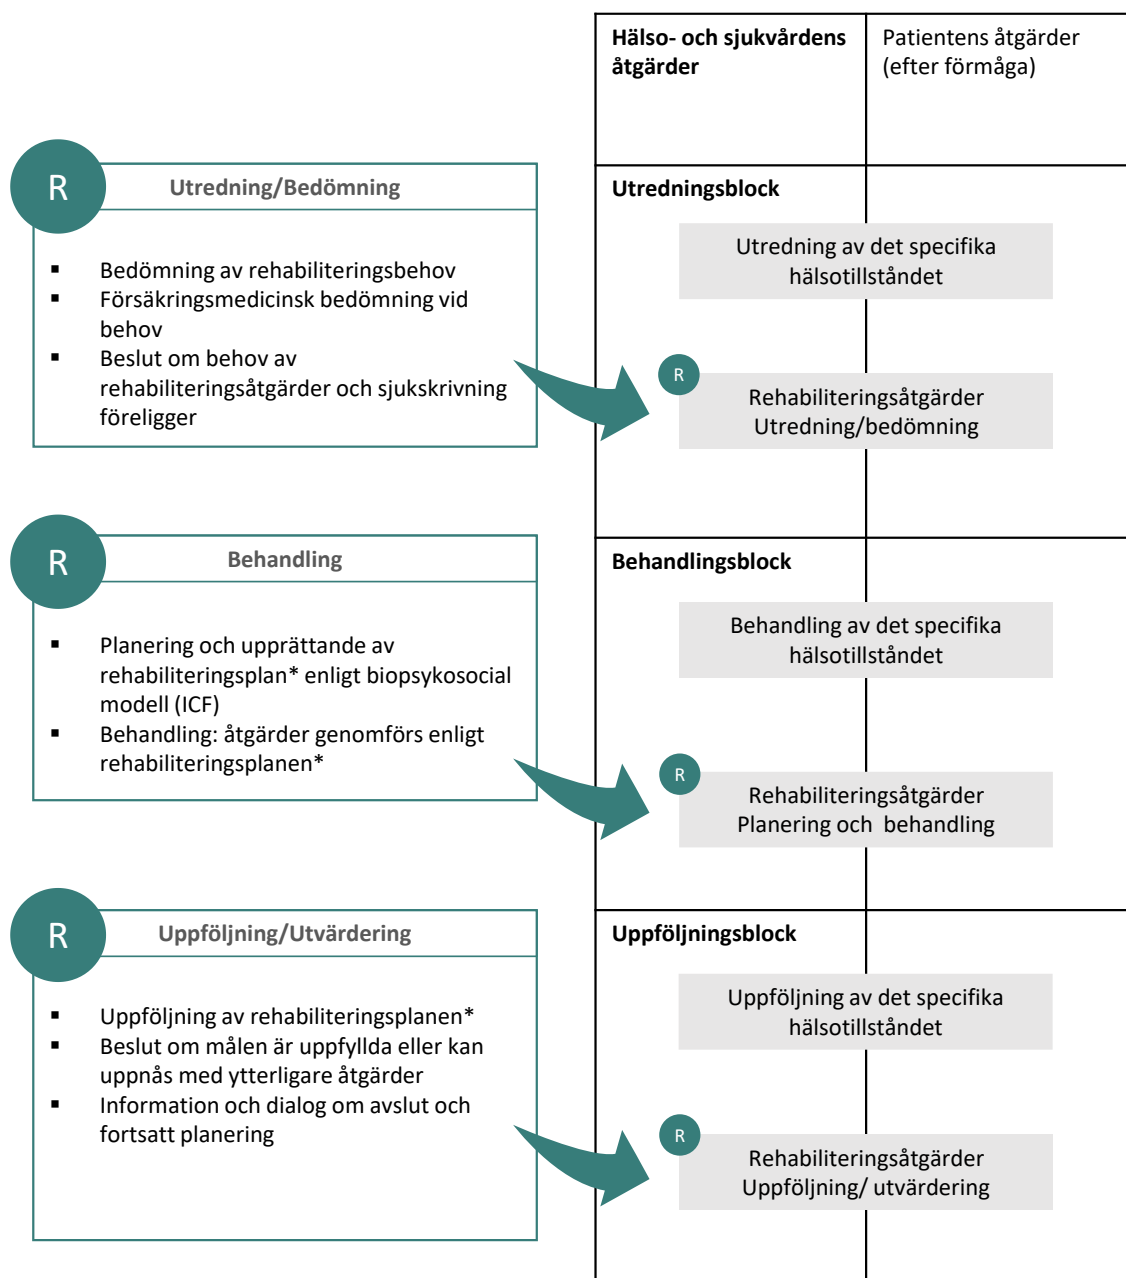 Hälso- och sjukvårdens
åtgärder
Patientens åtgärder
(efter förmåga)
R
Utredning/Bedömning
▪ Bedömning av rehabiliteringsbehov
▪ Försäkringsmedicinsk bedömning vid
behov
▪ Beslut om behov av
rehabiliteringsåtgärder och sjukskrivning
föreligger
Utredningsblock
Utredning av det specifika
hälsotillståndet
R
Rehabiliteringsåtgärder
Utredning/bedömning
R
Behandling
▪ Planering och upprättande av
rehabiliteringsplan* enligt biopsykosocial
modell (ICF)
▪ Behandling: åtgärder genomförs enligt
rehabiliteringsplanen*
Behandlingsblock
Behandling av det specifika
hälsotillståndet
R
Rehabiliteringsåtgärder
Planering och behandling
R
Uppföljning/Utvärdering
▪ Uppföljning av rehabiliteringsplanen*
▪ Beslut om målen är uppfyllda eller kan
uppnås med ytterligare åtgärder
▪ Information och dialog om avslut och
fortsatt planering
Uppföljningsblock
Uppföljning av det specifika
hälsotillståndet
R
Rehabiliteringsåtgärder
Uppföljning/ utvärdering